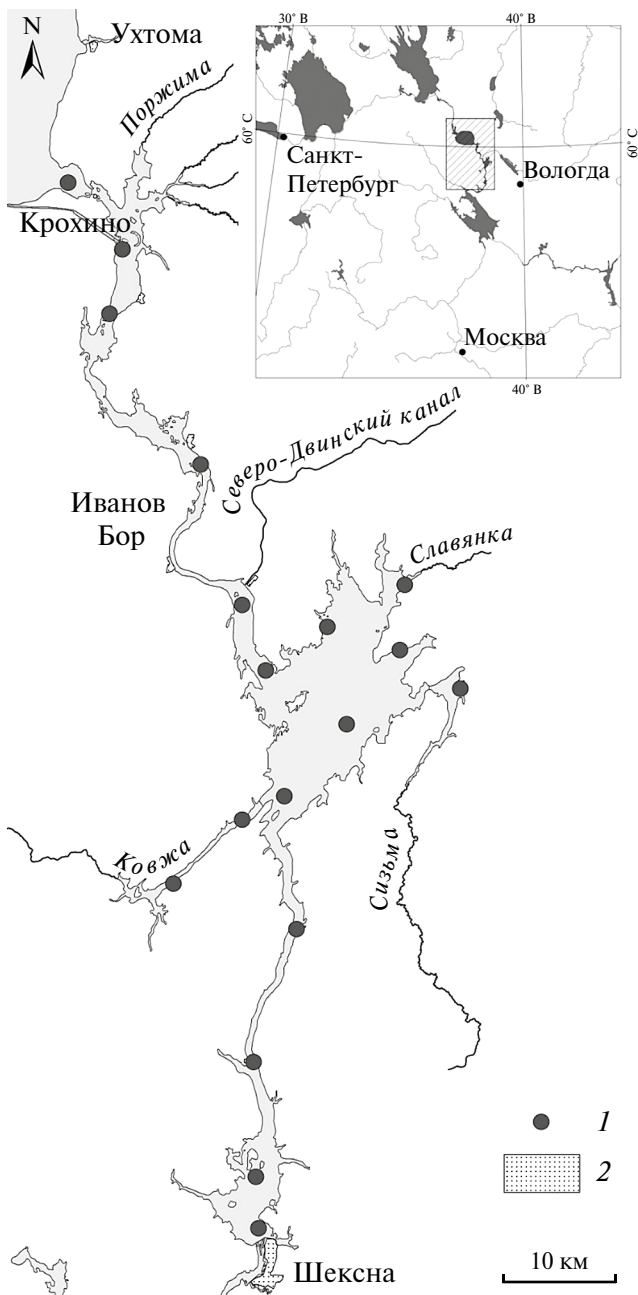 N
Ухтома
Поржима
Крохино
30° В
40° В
60° С
60° С
Санкт-
Петербург
Вологда
Москва
40° В
Северо-Двинский канал
Иванов
Бор
Славянка
Ковжа
Сизьма
1
2
Шексна
10 км